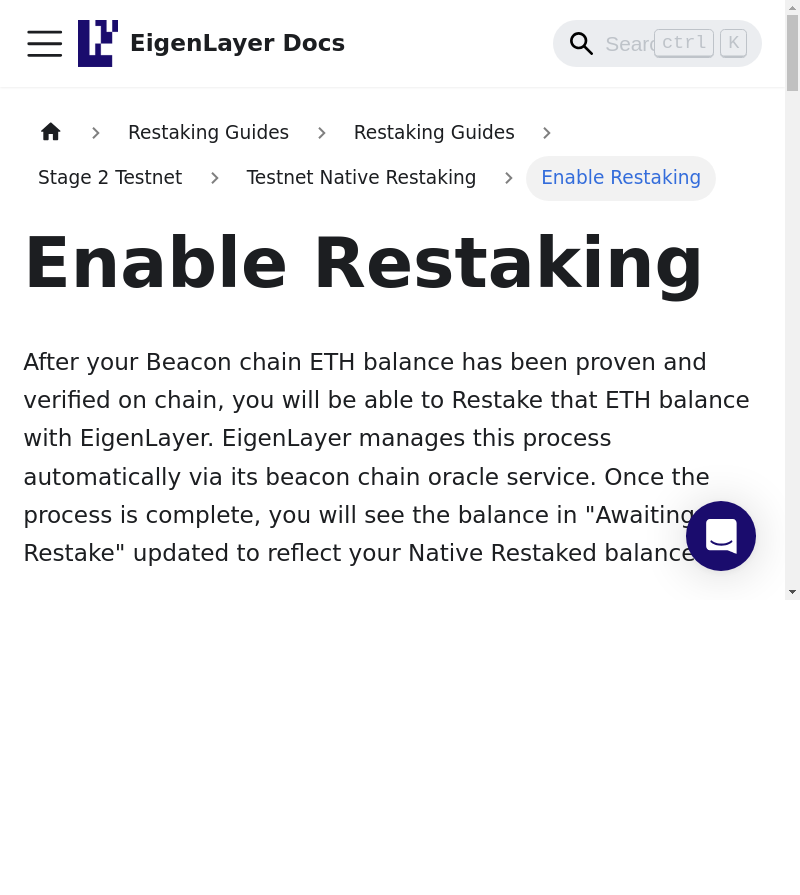 EigenLayer Docs
Sear
ctrl K
Restaking Guides
Restaking Guides
Stage 2 Testnet
Testnet Native Restaking
Enable Restaking
Enable Restaking
After your Beacon chain ETH balance has been proven and
verified on chain, you will be able to Restake that ETH balance
with EigenLayer. EigenLayer manages this process
automatically via its beacon chain oracle service. Once the
process is complete, you will see the balance in "Awaiting
Restake" updated to reflect your Native Restaked balance